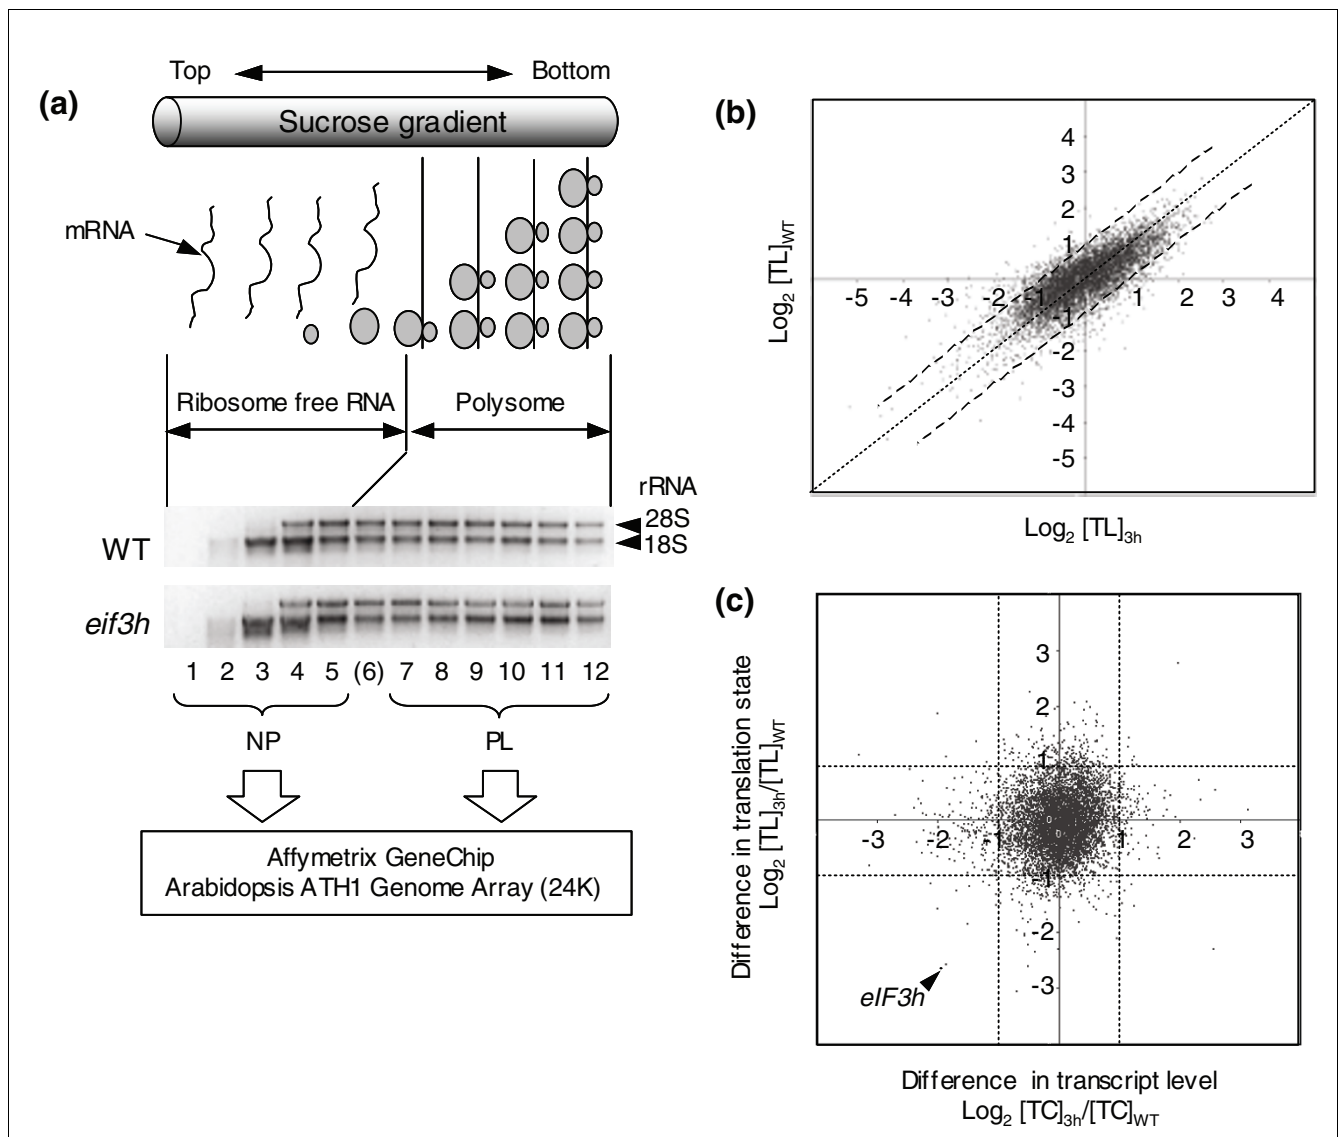 (a)
Top
Bottom
Sucrose gradient
mRNA
Ribosome free RNA
Polysome
rRNA
28S
18S
WT
eif3h
1 2 3 4 5 (6) 7 8 9 10 11 12
NP
PL
Affymetrix GeneChip
Arabidopsis ATH1 Genome Array (24K)
(b)
Log2 [TL]WT
4
3
2
1
-5 -4 -3 -2 -1 1 2 3 4
-1
-2
-3
-4
-5
Log2 [TL]3h
(c)
Difference in translation state
Log2 [TL]3h/[TL]WT
3
2
1
0
0
-3 -2 -1 1 2 3
-1
-2
-3
eIF3h
Difference in transcript level
Log2 [TC]3h/[TC]WT